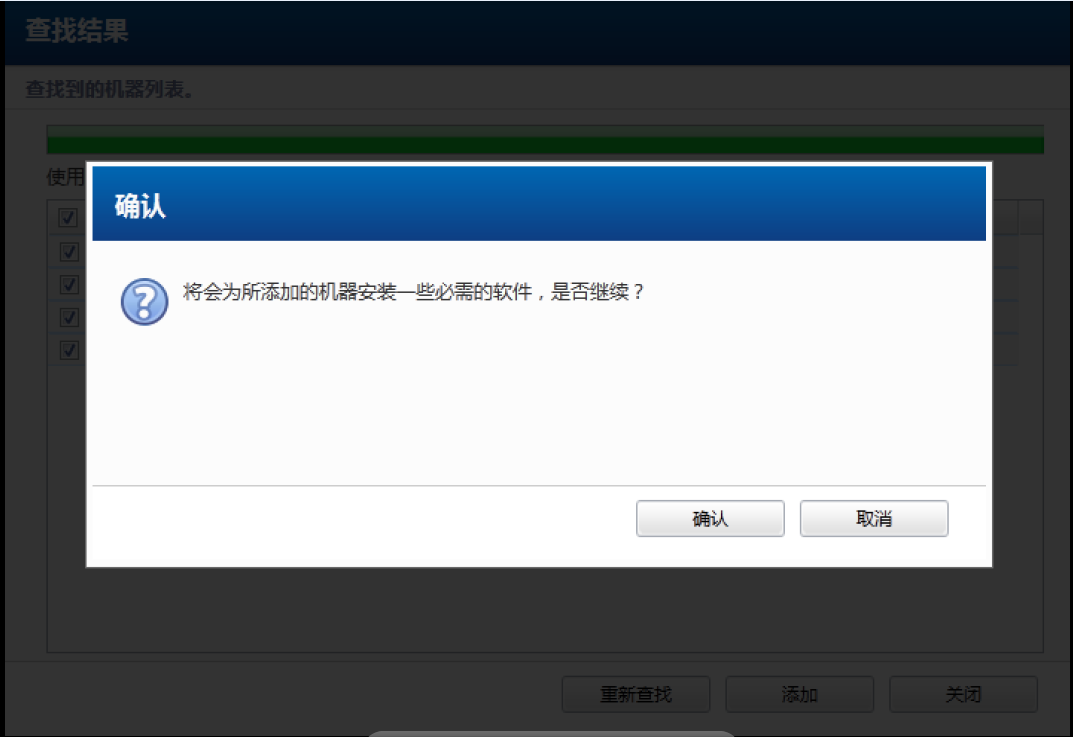 查找结果
查找到的机器列表。
使用
确认
将会为所添加的机器安装一些必需的软件，是否继续？
确认
取消
重新查找
添加
关闭